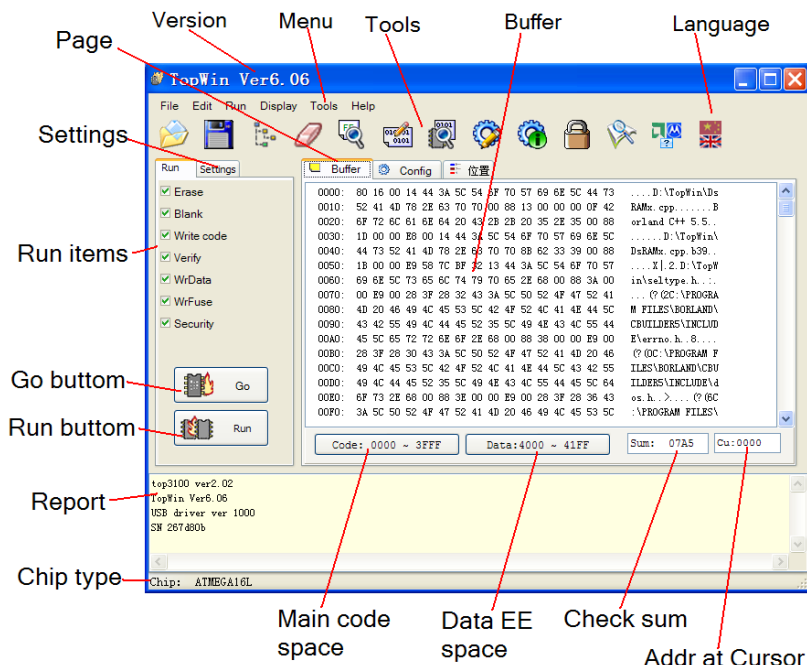 Version Menu Tools Buffer Language
Page
TopWin Ver6.06
File Edit Run Display Tools Help
Settings
Run Settings
Buffer Config 位置
Erase
Blank
Write code
Verify
WrData
WrFuse
Security
Run items
0000: 80 16 00 14 44 3A 5C 54 6F 70 57 69 6E 5C 44 73 ....D:\TopWin\Ds
0010: 52 41 4D 78 2E 63 70 70 00 88 13 00 00 00 0F 42 RAMx.cpp.......B
0020: 6F 72 6C 61 6E 64 20 43 2B 2B 20 35 2E 35 00 88 orland C++ 5.5..
0030: 1D 00 00 E8 00 14 44 3A 5C 54 6F 70 57 69 6E 5C ......D:\TopWin\
0040: 44 73 52 41 4D 78 2E 63 70 70 8B 62 33 39 00 88 DsRAMx.cpp.b39..
0050: 1B 00 00 E9 58 7C BF 32 13 44 3A 5C 54 6F 70 57 ....X|.2.D:\TopW
0060: 69 6E 5C 73 65 6C 74 79 70 65 2E 68 00 88 3A 00 in\seltype.h..:.
0070: 00 E9 00 28 3F 28 32 43 3A 5C 50 52 4F 47 52 41 ...(?(2C:\PROGRA
0080: 4D 20 46 49 4C 45 53 5C 42 4F 52 4C 41 4E 44 5C M FILES\BORLAND\
0090: 43 42 55 49 4C 44 45 52 35 5C 49 4E 43 4C 55 44 CBUILDER5\INCLUD
00A0: 45 5C 65 72 72 6E 6F 2E 68 00 88 38 00 00 E9 00 E\errno.h..8....
00B0: 28 3F 28 30 43 3A 5C 50 52 4F 47 52 41 4D 20 46 (?(0C:\PROGRAM F
00C0: 49 4C 45 53 5C 42 4F 52 4C 41 4E 44 5C 43 42 55 ILES\BORLAND\CBU
00D0: 49 4C 44 45 52 35 5C 49 4E 43 4C 55 44 45 5C 64 ILDER5\INCLUDE\d
00E0: 6F 73 2E 68 00 88 3E 00 00 E9 00 28 3F 28 36 43 os.h..>....(?(6C
00F0: 3A 5C 50 52 4F 47 52 41 4D 20 46 49 4C 45 53 5C :\PROGRAM FILES\
Go buttom
Go
Run buttom
Run
Code: 0000 ~ 3FFF Data:4000 ~ 41FF Sum: 07A5 Cu:0000
Report
top3100 ver2.02
TopWin Ver6.06
USB driver ver 1000
SN 267d80b
Chip type
Chip: ATMEGA16L
Main code space
Data EE space
Check sum
Addr at Cursor